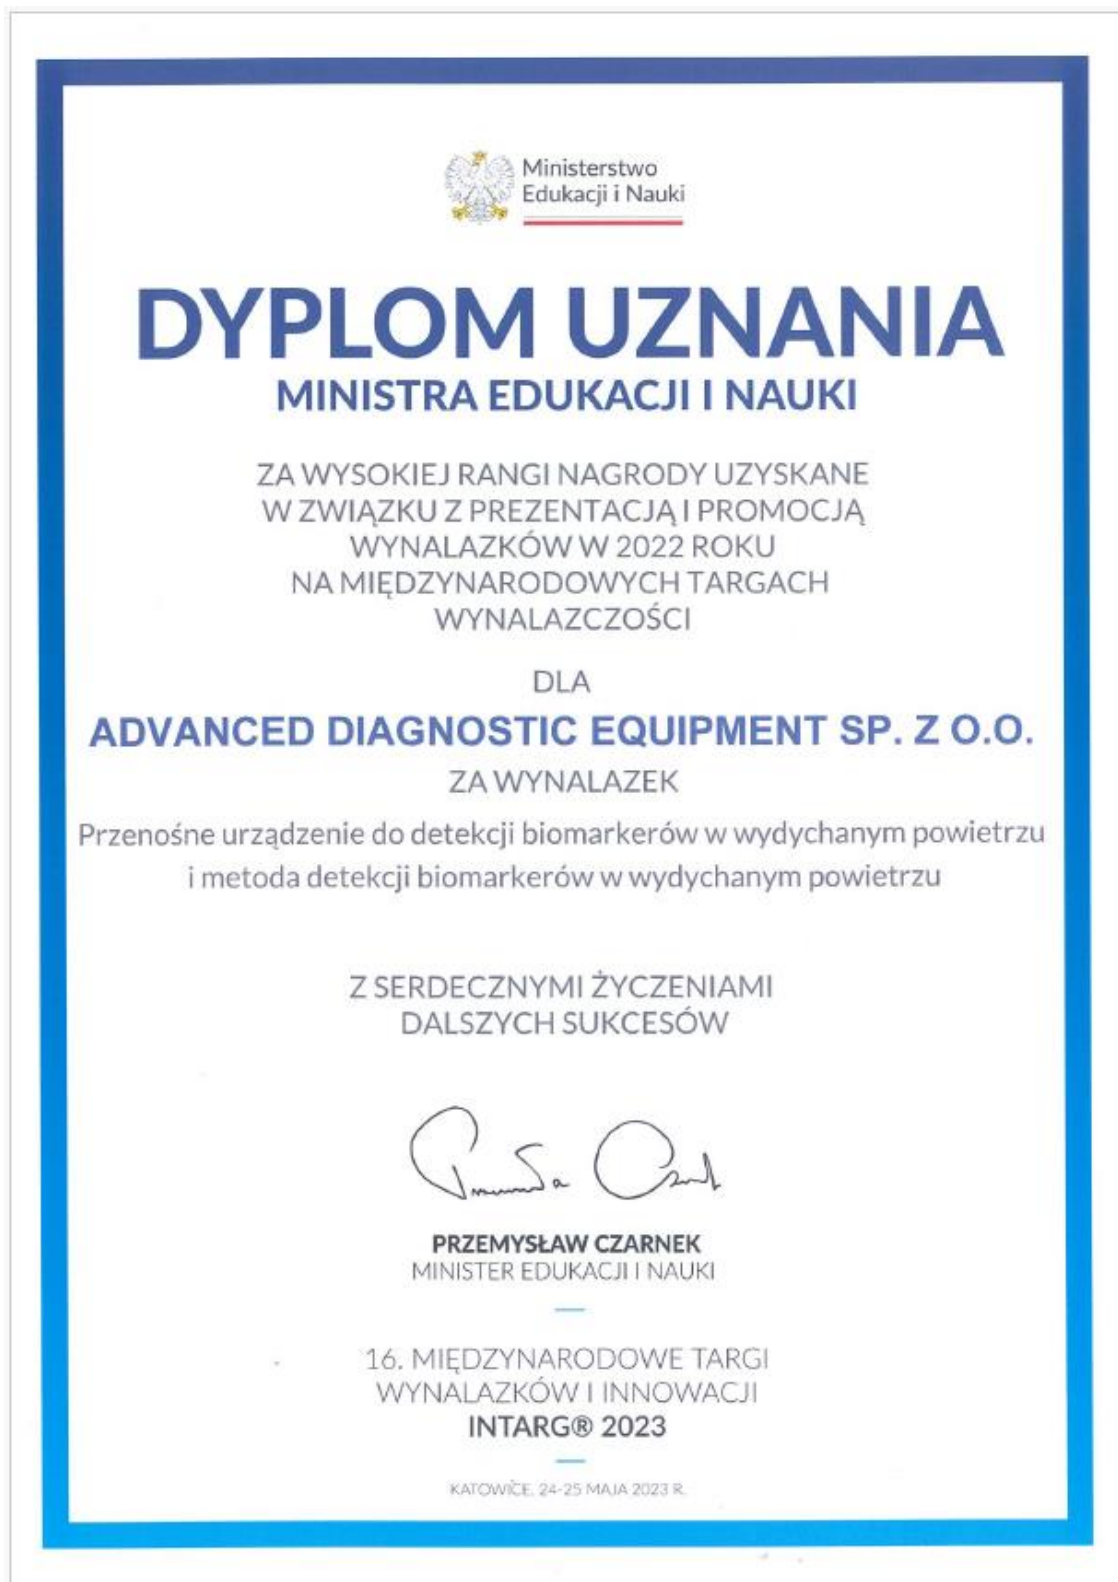 Ministerstwo
Edukacji i Nauki
DYPLOM UZNANIA
MINISTRA EDUKACJI I NAUKI
ZA WYSOKIEJ RANGI NAGRODY UZYSKANE
W ZWIĄZKU Z PREZENTACJĄ I PROMOCJĄ
WYNALAZKÓW W 2022 ROKU
NA MIĘDZYNARODOWYCH TARGACH
WYNALAZCZOŚCI
DLA
ADVANCED DIAGNOSTIC EQUIPMENT SP. Z O.O.
ZA WYNALAZEK
Przenośne urządzenie do detekcji biomarkerów w wydychanym powietrzu
i metoda detekcji biomarkerów w wydychanym powietrzu
Z SERDECZNYMI ŻYCZENIAMI
DALSZYCH SUKCESÓW
PRZEMYSŁAW CZARNEK
MINISTER EDUKACJI I NAUKI
16. MIĘDZYNARODOWE TARGI
WYNALAZKÓW I INNOWACJI
INTARG® 2023
KATOWICE, 24-25 MAJA 2023 R.